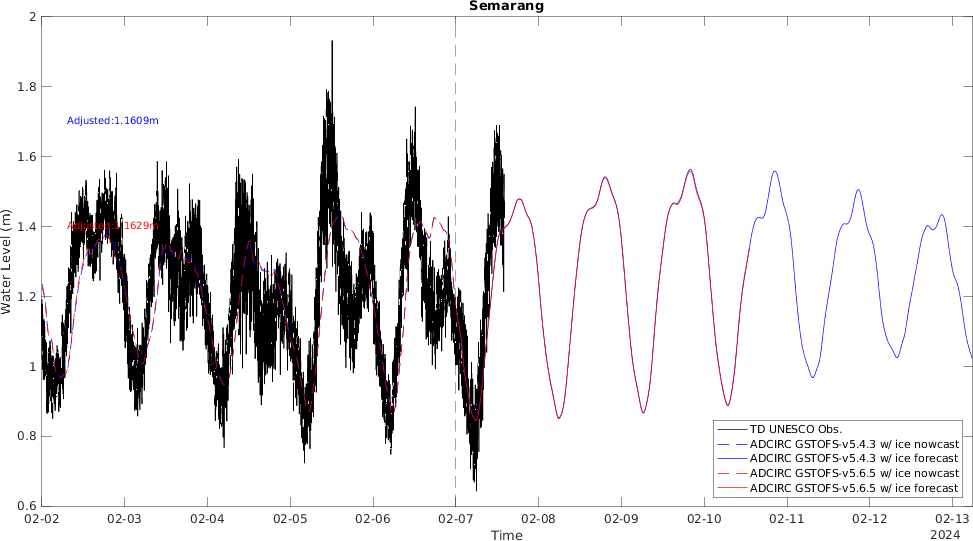 Semarang
2
1.8
1.6
1.4
1.2
1
0.8
0.6
Water Level (m)
Adjusted:1.1609m
Adjusted:1.1629m
TD UNESCO Obs.
ADCIRC GSTOFS-v5.4.3 w/ ice nowcast
ADCIRC GSTOFS-v5.4.3 w/ ice forecast
ADCIRC GSTOFS-v5.6.5 w/ ice nowcast
ADCIRC GSTOFS-v5.6.5 w/ ice forecast
02-02 02-03 02-04 02-05 02-06 02-07 02-08 02-09 02-10 02-11 02-12 02-13
Time
2024